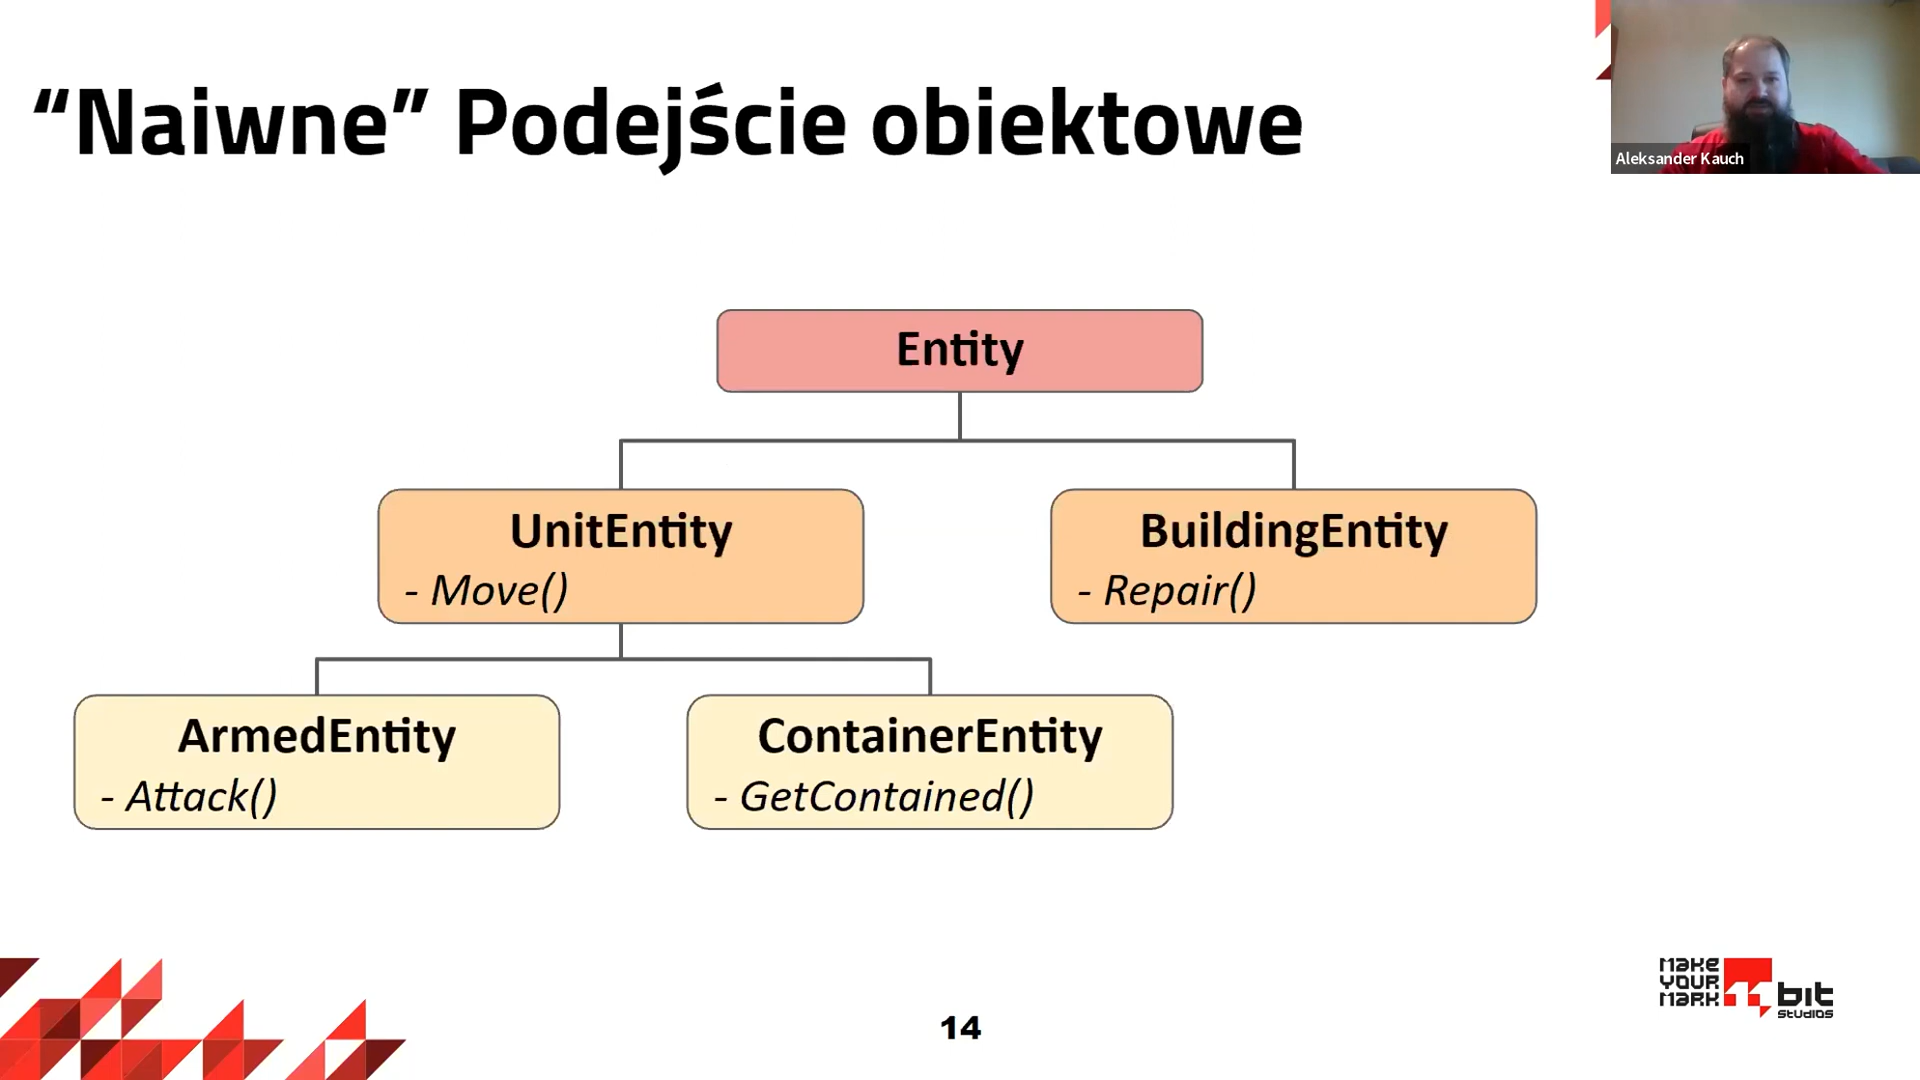 “Naiwne” Podejście obiektowe
Aleksander Kauch
Entity
UnitEntity
- Move()
BuildingEntity
- Repair()
ArmedEntity
- Attack()
ContainerEntity
- GetContained()
14
MAKE
YOUR
MARK
11 bit
STUDIOS